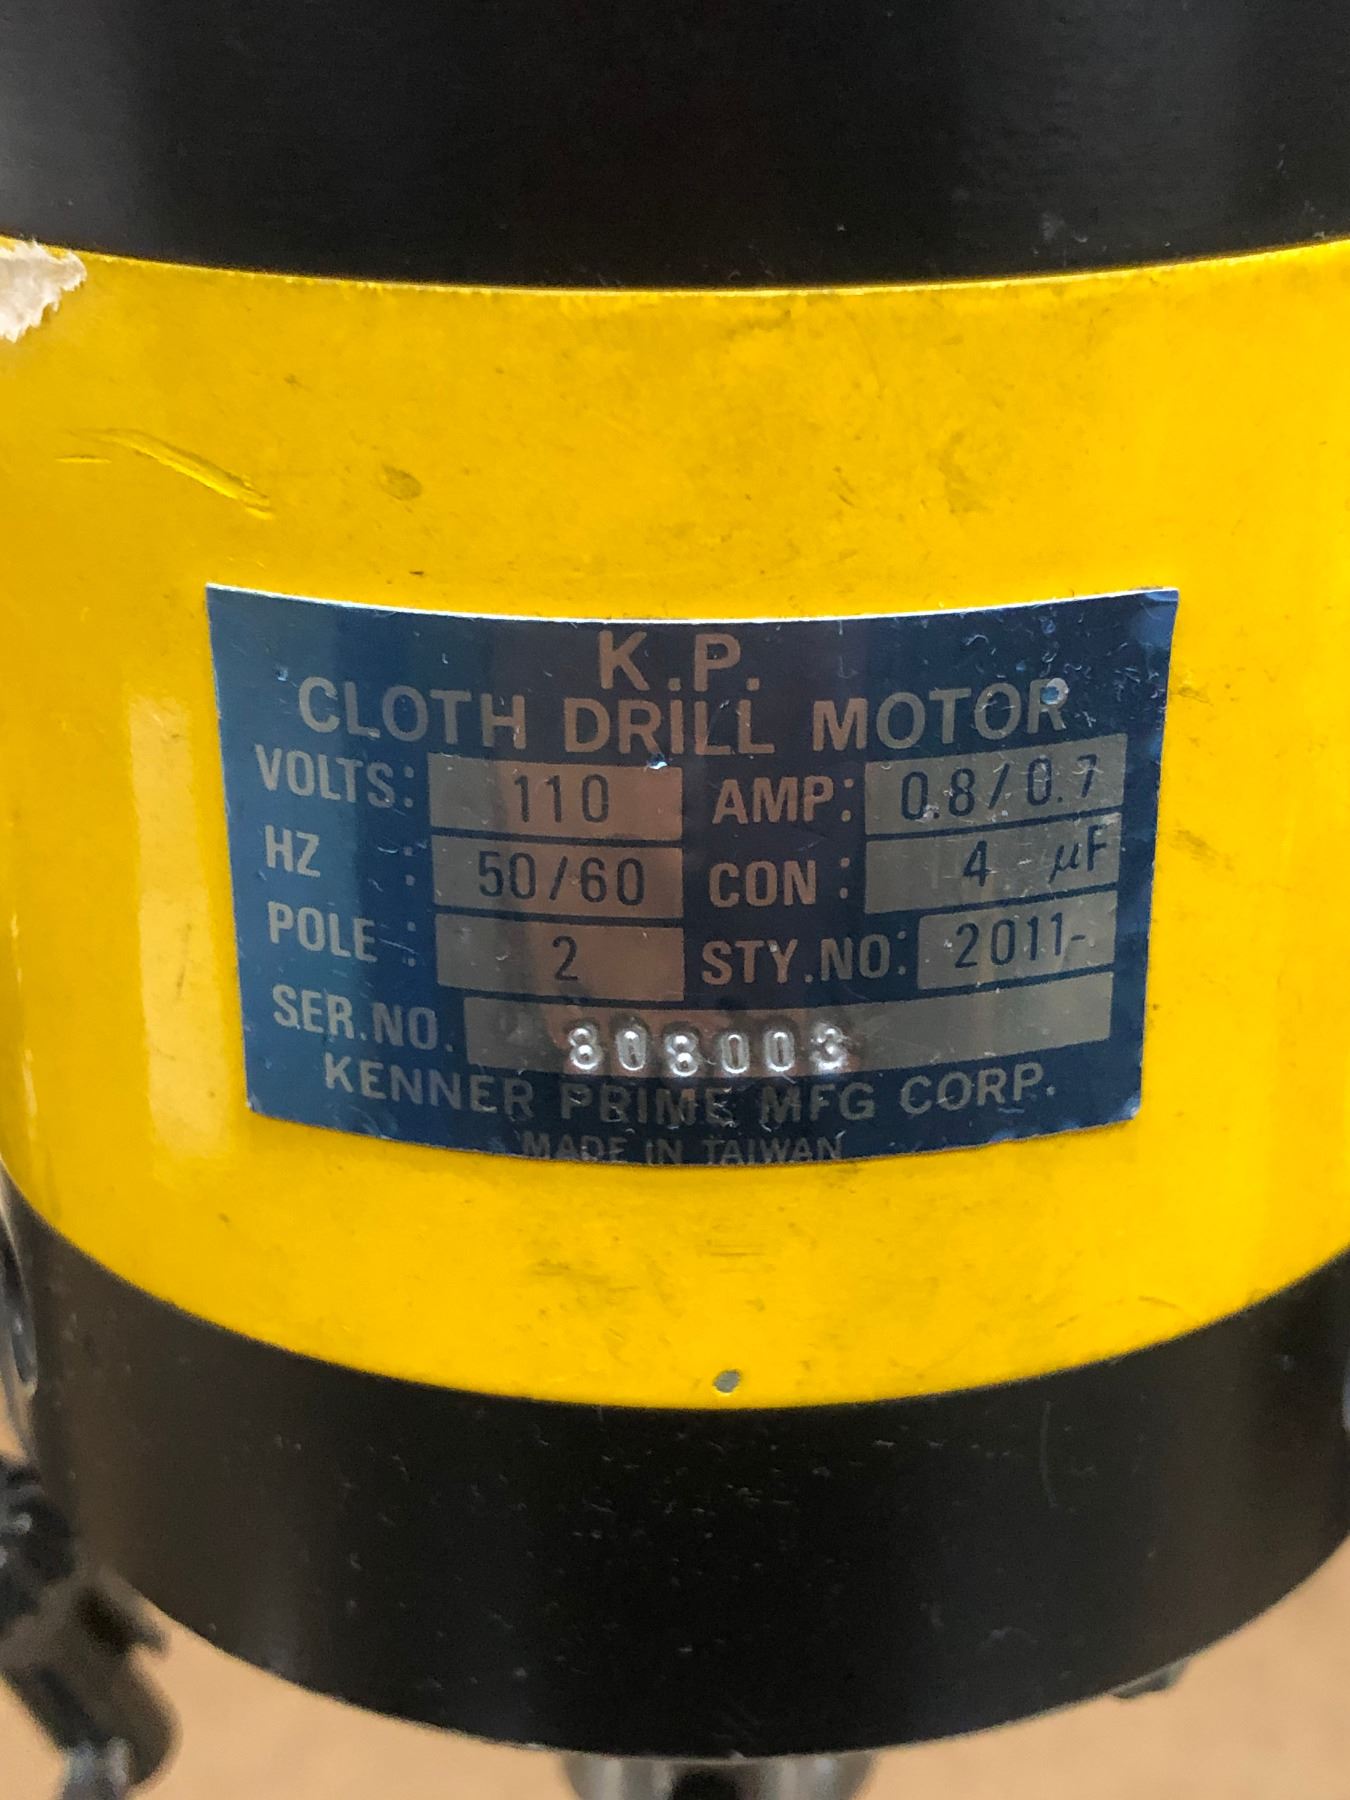 K.P.
CLOTH DRILL MOTOR
VOLTS: 110 AMP: 0.8/0.7
HZ : 50/60 CON : 4 µF
POLE : 2 STY.NO: 2011-
SER.NO. 808003
KENNER PRIME MFG CORP.
MADE IN TAIWAN